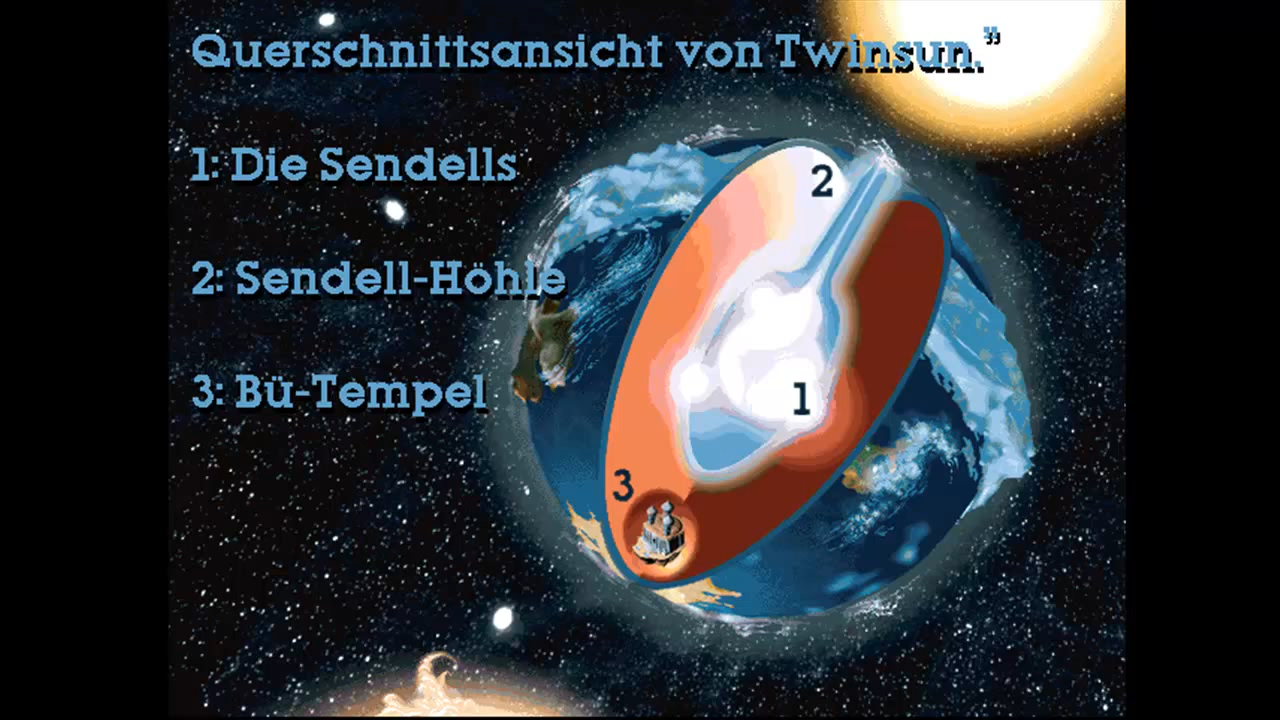 Querschnittsansicht von Twinsun."
1: Die Sendells
2: Sendell-Höhle
3: Bü-Tempel
2
1
3